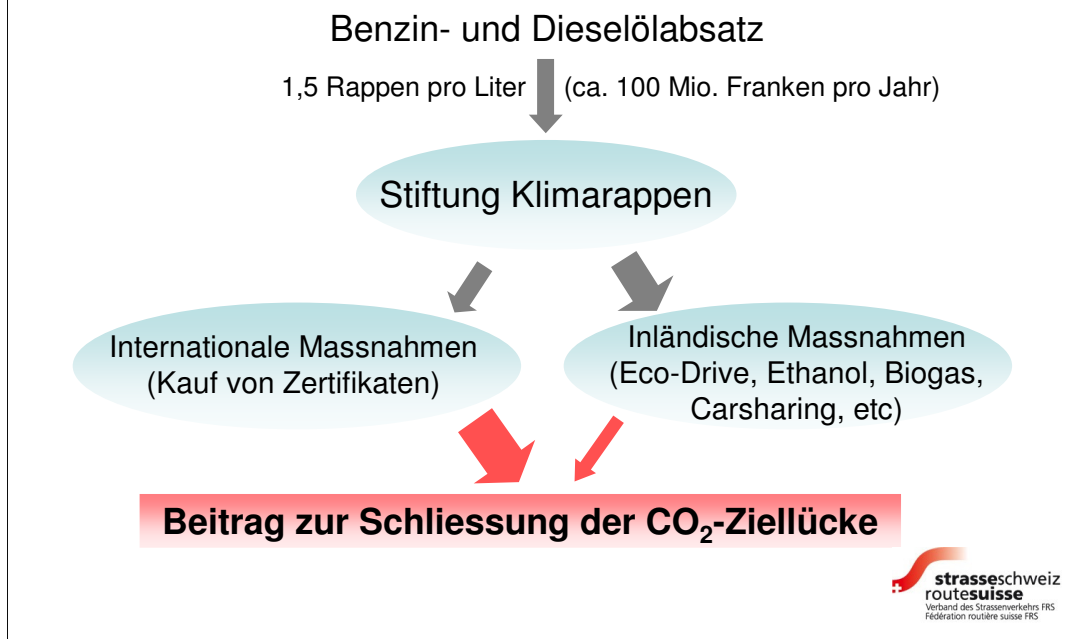 Benzin- und Dieselölabsatz
1,5 Rappen pro Liter (ca. 100 Mio. Franken pro Jahr)
Stiftung Klimarappen
Internationale Massnahmen
(Kauf von Zertifikaten)
Inländische Massnahmen
(Eco-Drive, Ethanol, Biogas,
Carsharing, etc)
Beitrag zur Schliessung der CO₂-Ziellücke
strasseschweiz
routesuisse
Verband des Strassenverkehrs FRS
Fédération routière suisse FRS